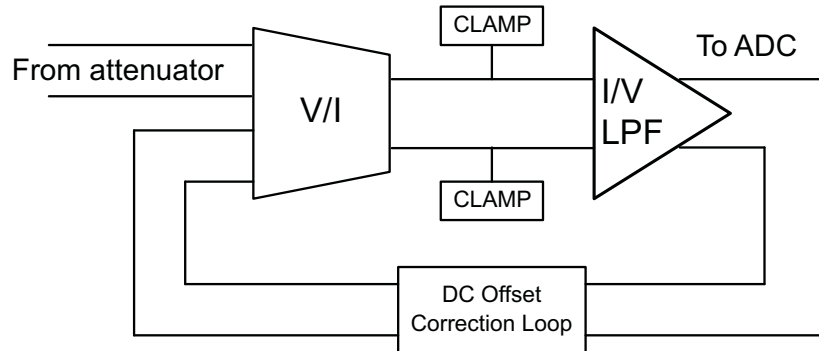 CLAMP
To ADC
From attenuator
V/I
I/V
LPF
CLAMP
DC Offset
Correction Loop